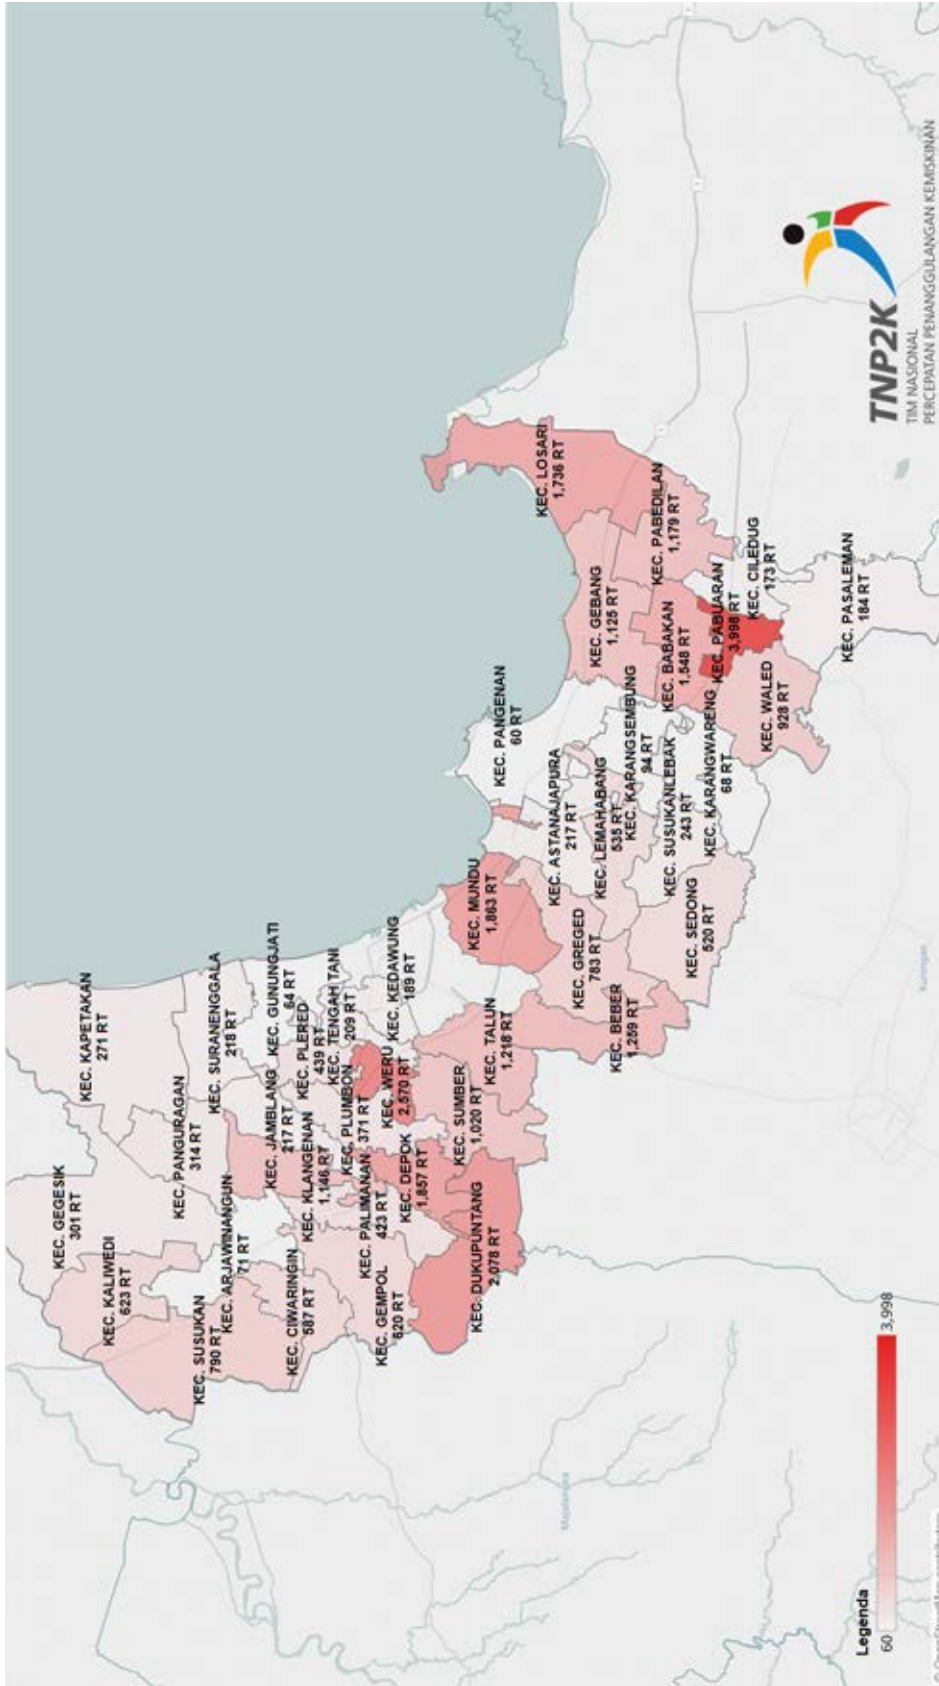 KEC. GEGESIK
301 RT
KEC. KAPETAKAN
271 RT
KEC. KALIWEDI
623 RT
KEC. PANGURAGAN
314 RT
KEC. SURANENGGALA
218 RT
KEC. SUSUKAN
790 RT
KEC. ARJAWINANGUN
71 RT
KEC. JAMBLANG
217 RT
KEC. GUNUNGJATI
64 RT
KEC. CIWARINGIN
587 RT
KEC. KLANGENAN
1,146 RT
KEC. PLERED
439 RT
KEC. TENGAH TANI
209 RT
KEC. PLUMBON
371 RT
KEC. PALIMANAN
423 RT
KEC. GEMPOL
620 RT
KEC. WERU
2,570 RT
KEC. KEDAWUNG
189 RT
KEC. DEPOK
1,857 RT
KEC. SUMBER
1,020 RT
KEC. DUKUPUNTANG
2,078 RT
KEC. TALUN
1,218 RT
KEC. MUNDU
1,863 RT
KEC. PANGENAN
60 RT
KEC. LOSARI
1,736 RT
KEC. ASTANAJAPURA
217 RT
KEC. GREGED
783 RT
KEC. BEBER
1,259 RT
KEC. LEMAHABANG
535 RT
KEC. GEBANG
1,125 RT
KEC. KARANGSEMBUNG
94 RT
KEC. BABAKAN
1,548 RT
KEC. PABEDILAN
1,179 RT
KEC. SUSUKANLEBAK
243 RT
KEC. SEDONG
520 RT
KEC. KARANGWARENG
68 RT
KEC. PABUARAN
3,998 RT
KEC. CILEDUG
173 RT
KEC. WALED
928 RT
KEC. PASALEMAN
184 RT
Majalengka
Kuningan
Legenda
60
3,998
TNP2K
TIM NASIONAL
PERCEPATAN PENANGGULANGAN KEMISKINAN